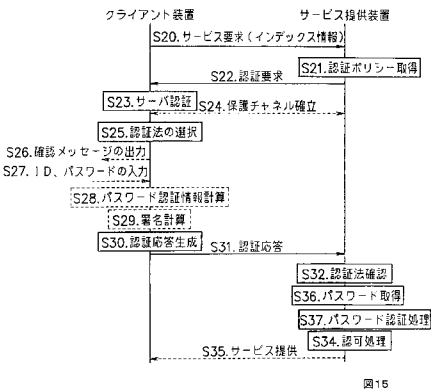 クライアント装置
サービス提供装置
S20.サービス要求(インデックス情報)
S21.認証ポリシー取得
S22.認証要求
S23.サーバ認証
S24.保護チャネル確立
S25.認証法の選択
S26.確認メッセージの出力
S27.ID、パスワードの入力
S28.パスワード認証情報計算
S29.署名計算
S30.認証応答生成
S31.認証応答
S32.認証法確認
S36.パスワード取得
S37.パスワード認証処理
S34.認可処理
S35.サービス提供
図15